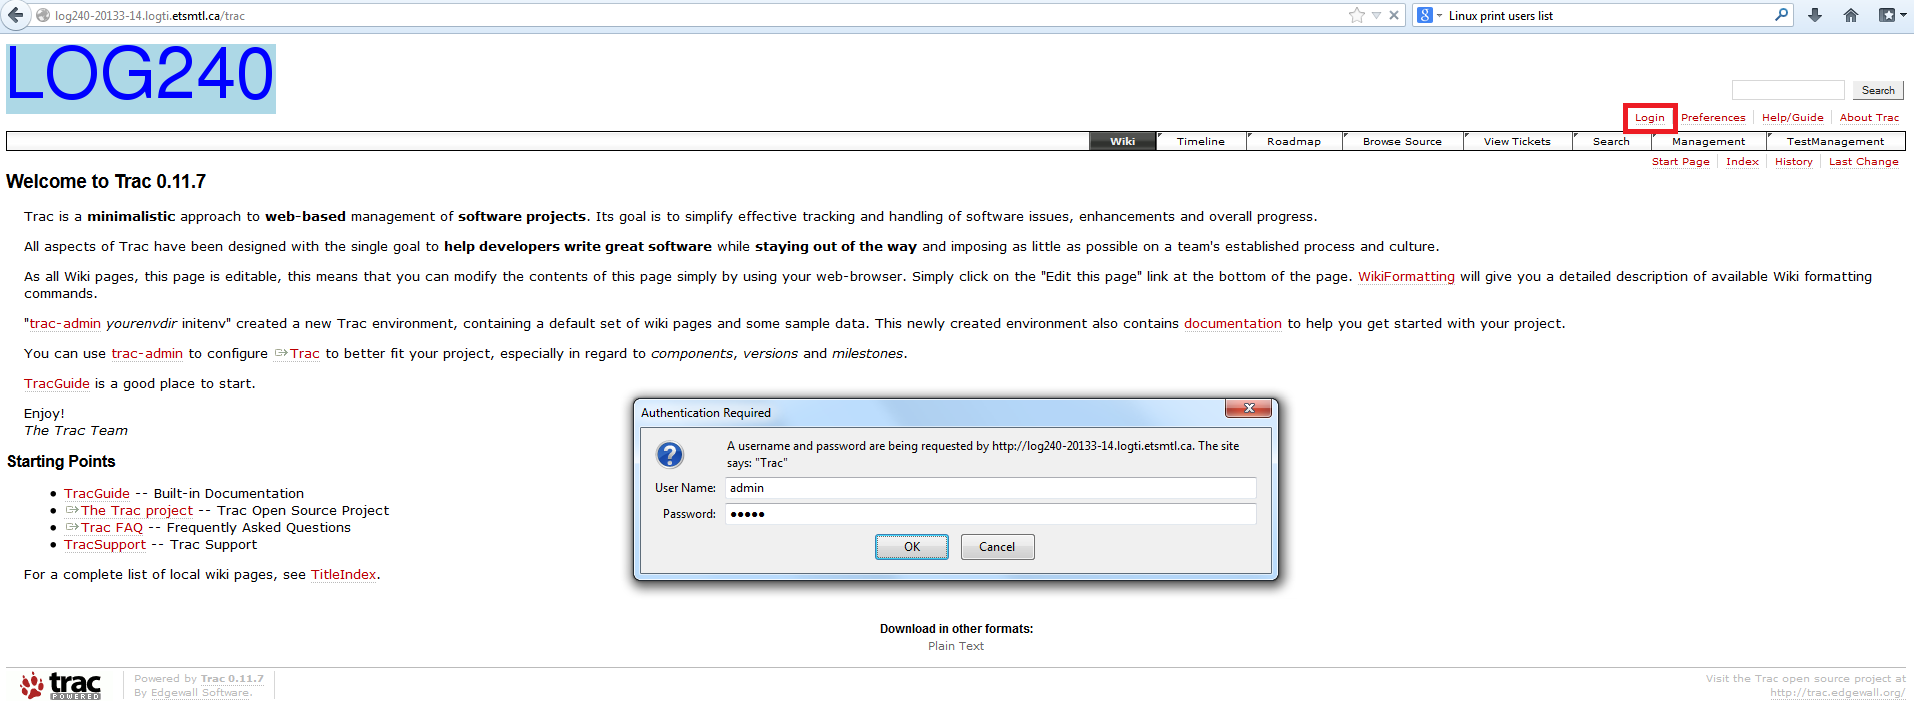 log240-20133-14.logti.etsmtl.ca/trac
Linux print users list
LOG240
Search
Login Preferences Help/Guide About Trac
Wiki Timeline Roadmap Browse Source View Tickets Search Management TestManagement
Start Page Index History Last Change
Welcome to Trac 0.11.7
Trac is a minimalistic approach to web-based management of software projects. Its goal is to simplify effective tracking and handling of software issues, enhancements and overall progress.
All aspects of Trac have been designed with the single goal to help developers write great software while staying out of the way and imposing as little as possible on a team's established process and culture.
As all Wiki pages, this page is editable, this means that you can modify the contents of this page simply by using your web-browser. Simply click on the "Edit this page" link at the bottom of the page. WikiFormatting will give you a detailed description of available Wiki formatting
commands.
"trac-admin yourenvdir initenv" created a new Trac environment, containing a default set of wiki pages and some sample data. This newly created environment also contains documentation to help you get started with your project.
You can use trac-admin to configure Trac to better fit your project, especially in regard to components, versions and milestones.
TracGuide is a good place to start.
Enjoy!
The Trac Team
Starting Points
• TracGuide -- Built-in Documentation
• The Trac project -- Trac Open Source Project
• Trac FAQ -- Frequently Asked Questions
• TracSupport -- Trac Support
For a complete list of local wiki pages, see TitleIndex.
Authentication Required
A username and password are being requested by http://log240-20133-14.logti.etsmtl.ca. The site
says: "Trac"
User Name: admin
Password: •••••
OK Cancel
Download in other formats:
Plain Text
trac
POWERED
Powered by Trac 0.11.7
By Edgewall Software.
Visit the Trac open source project at
http://trac.edgewall.org/